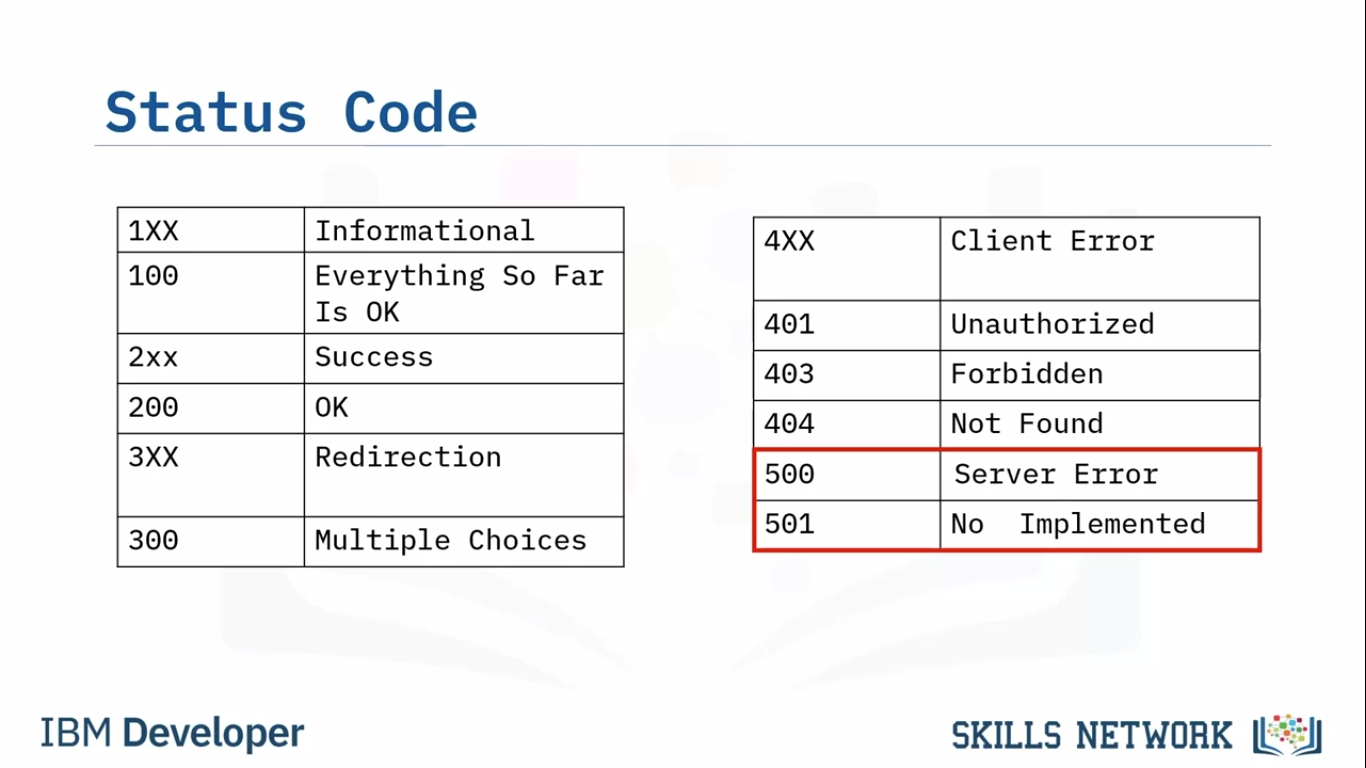 Status Code
1XX Informational
100 Everything So Far
Is OK
2xx Success
200 OK
3XX Redirection
300 Multiple Choices
4XX Client Error
401 Unauthorized
403 Forbidden
404 Not Found
500 Server Error
501 No  Implemented
IBM Developer
SKILLS NETWORK